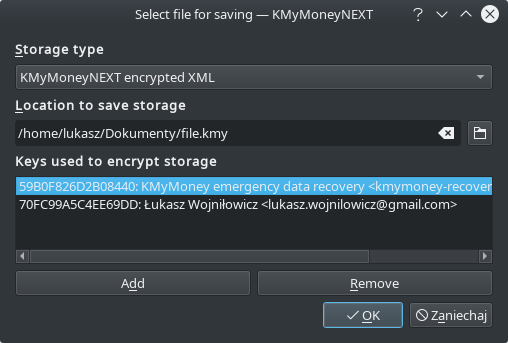 Select file for saving — KMyMoneyNEXT
Storage type
KMyMoneyNEXT encrypted XML
Location to save storage
/home/lukasz/Dokumenty/file.kmy
Keys used to encrypt storage
59B0F826D2B08440: KMyMoney emergency data recovery <kmymoney-recover
70FC99A5C4EE69DD: Łukasz Wojniłowicz <lukasz.wojnilowicz@gmail.com>
Add
Remove
OK
Zaniechaj